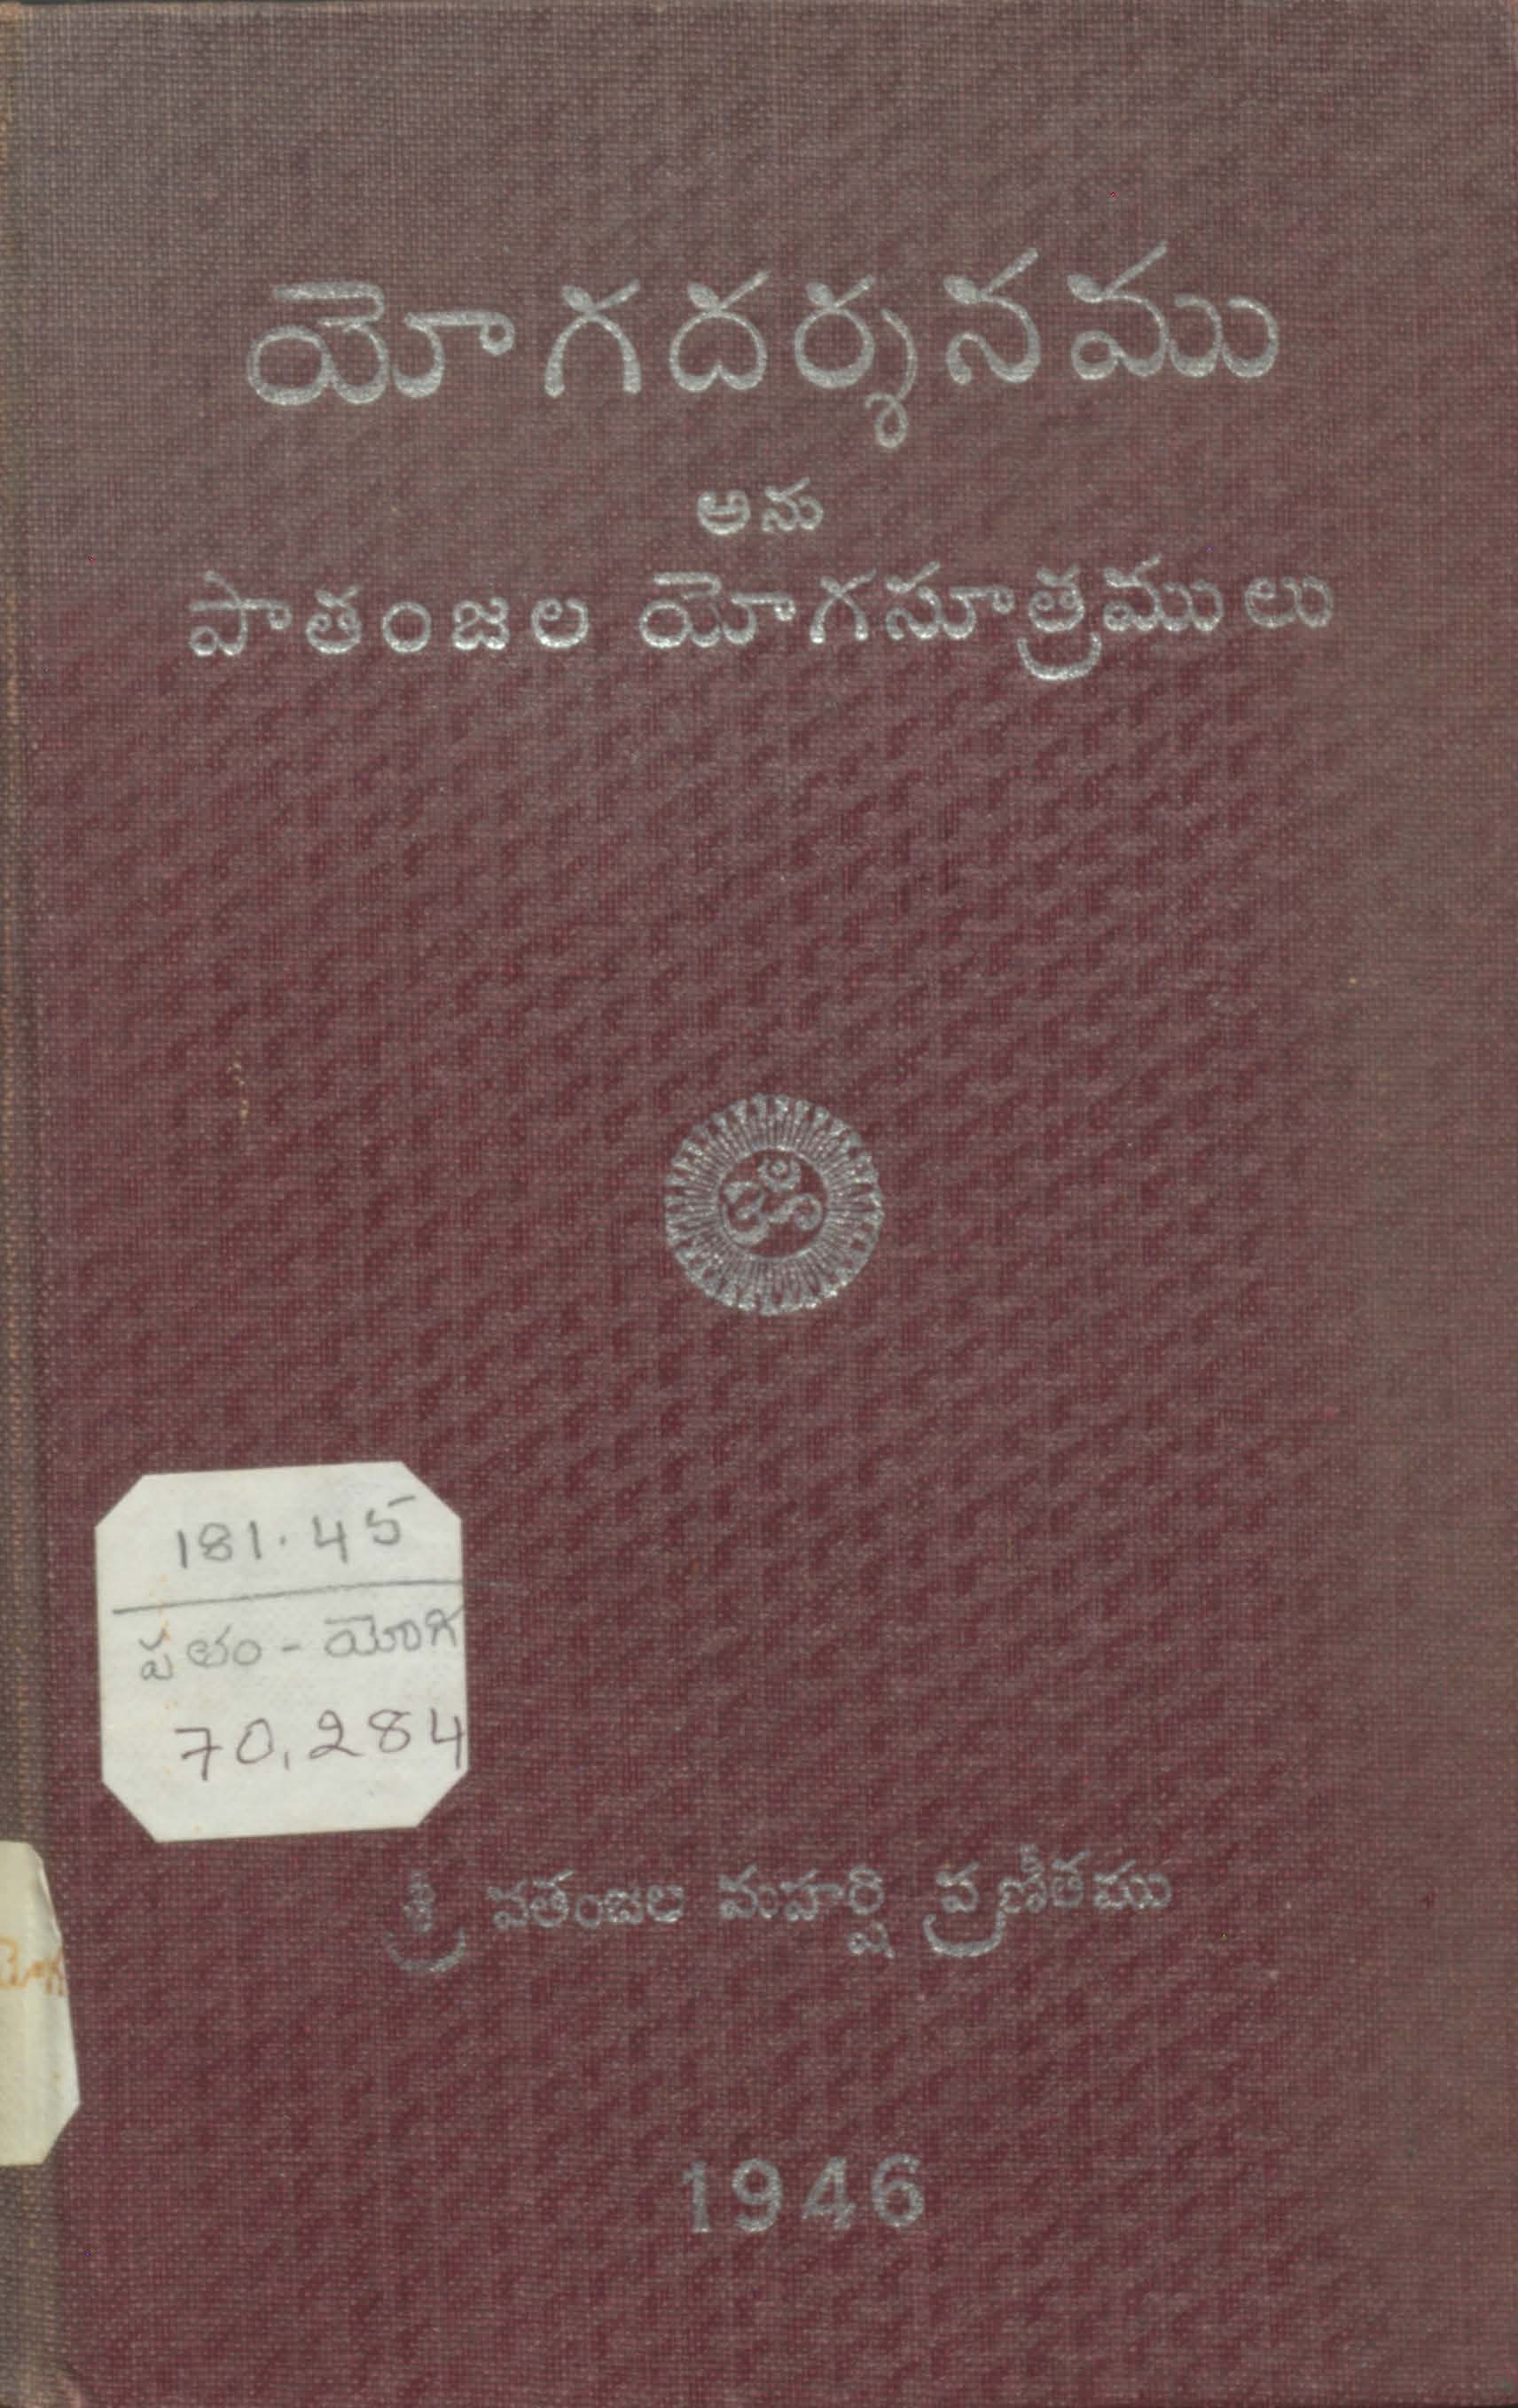 యోగదర్శనము
అను
పాతంజల యోగసూత్రములు
ॐ
181.45
పతం - యోగ
70,284
శ్రీ పతంజల మహర్షి ప్రణీతము
1946